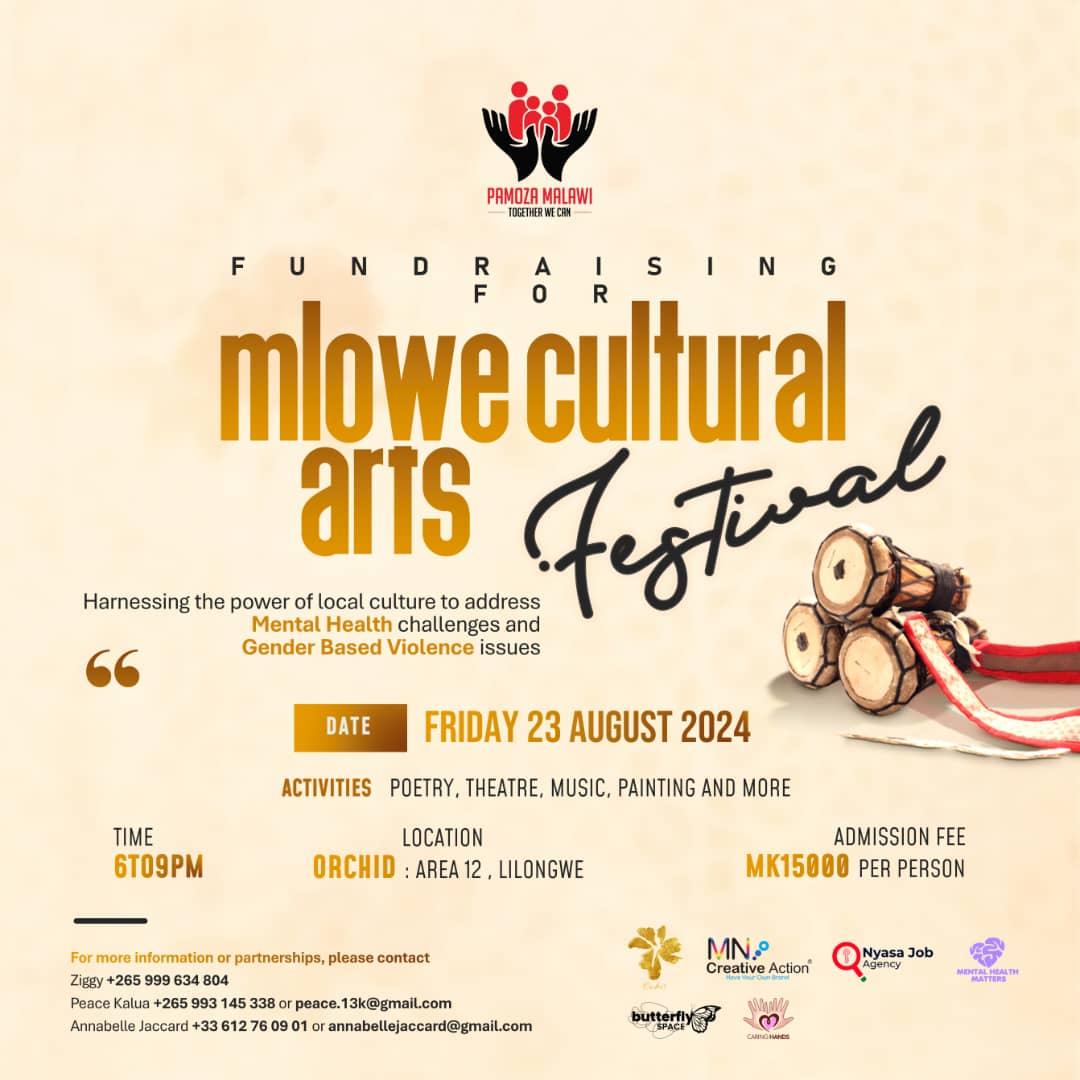 PAMOZA MALAWI
TOGETHER WE CAN
FUNDRAISING
FOR
mlowe cultural
arts Festival
Harnessing the power of local culture to address
Mental Health challenges and
Gender Based Violence issues
“
DATE FRIDAY 23 AUGUST 2024
ACTIVITIES POETRY, THEATRE, MUSIC, PAINTING AND MORE
TIME
6TO9PM
LOCATION
ORCHID : AREA 12 , LILONGWE
ADMISSION FEE
MK15000 PER PERSON
For more information or partnerships, please contact
Ziggy +265 999 634 804
Peace Kalua +265 993 145 338 or peace.13k@gmail.com
Annabelle Jaccard +33 612 76 09 01 or annabellejaccard@gmail.com
MN
Creative Action®
Have Your Own Brand
Nyasa Job
Agency
MENTAL HEALTH
MATTERS
butterfly
SPACE
CARING HANDS